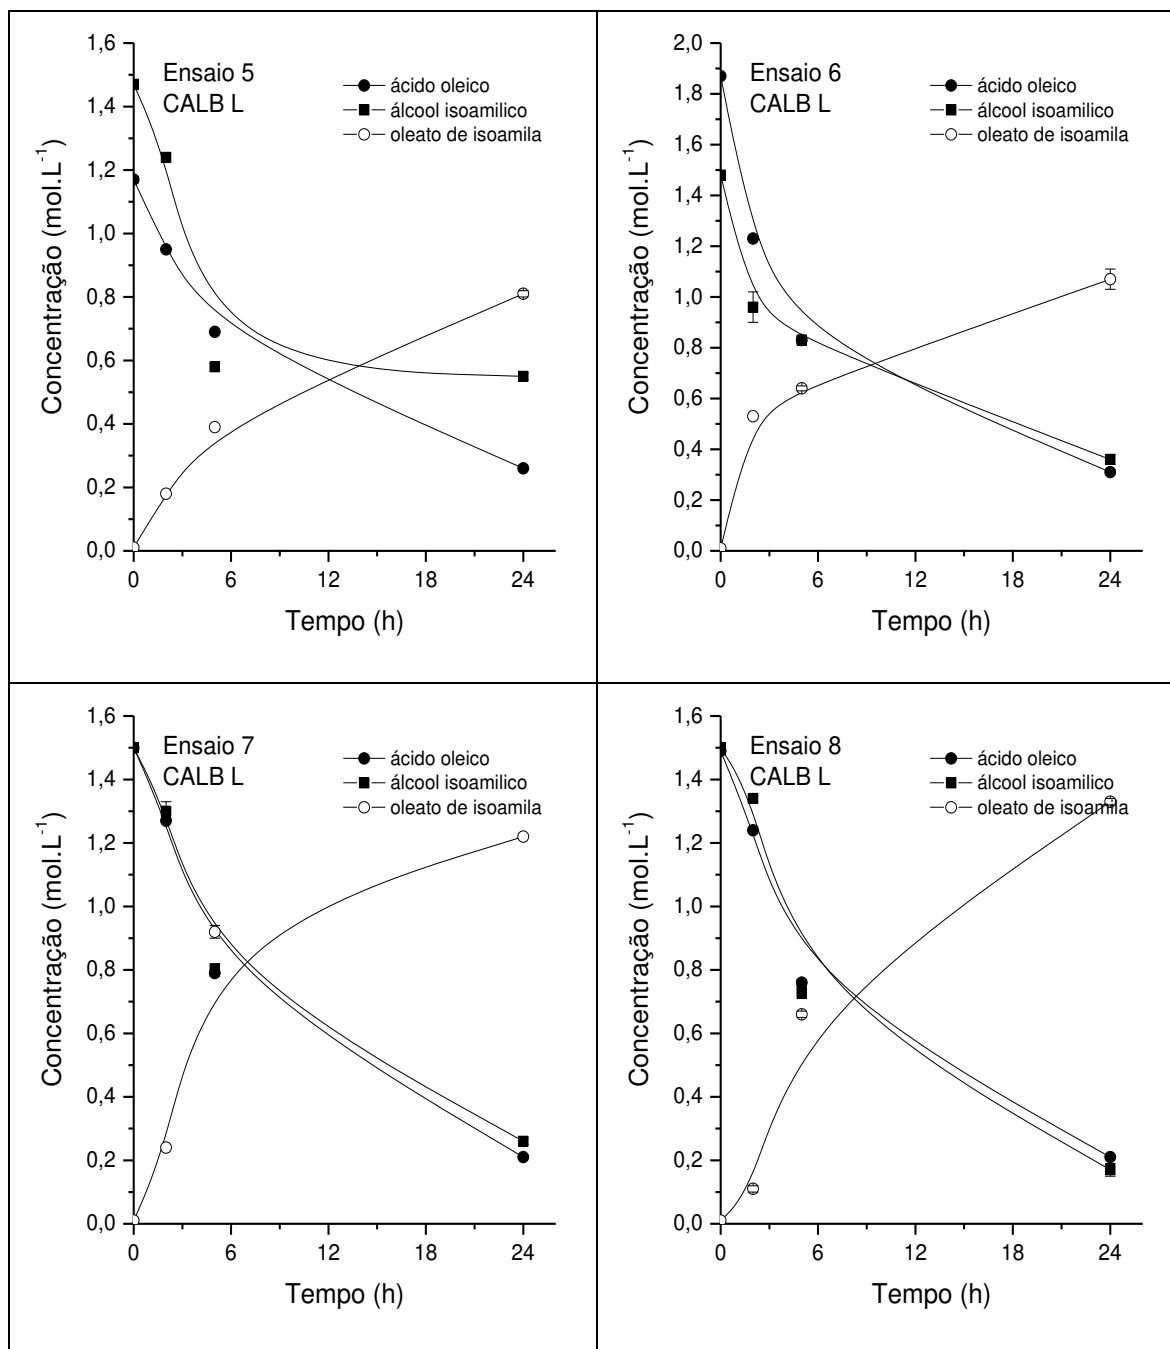 Ensaio 5
CALB L
ácido oleico
álcool isoamilico
oleato de isoamila
Concentração (mol.L⁻¹)
1,6
1,4
1,2
1,0
0,8
0,6
0,4
0,2
0,0
0 6 12 18 24
Tempo (h)
Ensaio 6
CALB L
ácido oleico
álcool isoamilico
oleato de isoamila
Concentração (mol.L⁻¹)
2,0
1,8
1,6
1,4
1,2
1,0
0,8
0,6
0,4
0,2
0,0
0 6 12 18 24
Tempo (h)
Ensaio 7
CALB L
ácido oleico
álcool isoamilico
oleato de isoamila
Concentração (mol.L⁻¹)
1,6
1,4
1,2
1,0
0,8
0,6
0,4
0,2
0,0
0 6 12 18 24
Tempo (h)
Ensaio 8
CALB L
ácido oleico
álcool isoamilico
oleato de isoamila
Concentração (mol.L⁻¹)
1,6
1,4
1,2
1,0
0,8
0,6
0,4
0,2
0,0
0 6 12 18 24
Tempo (h)